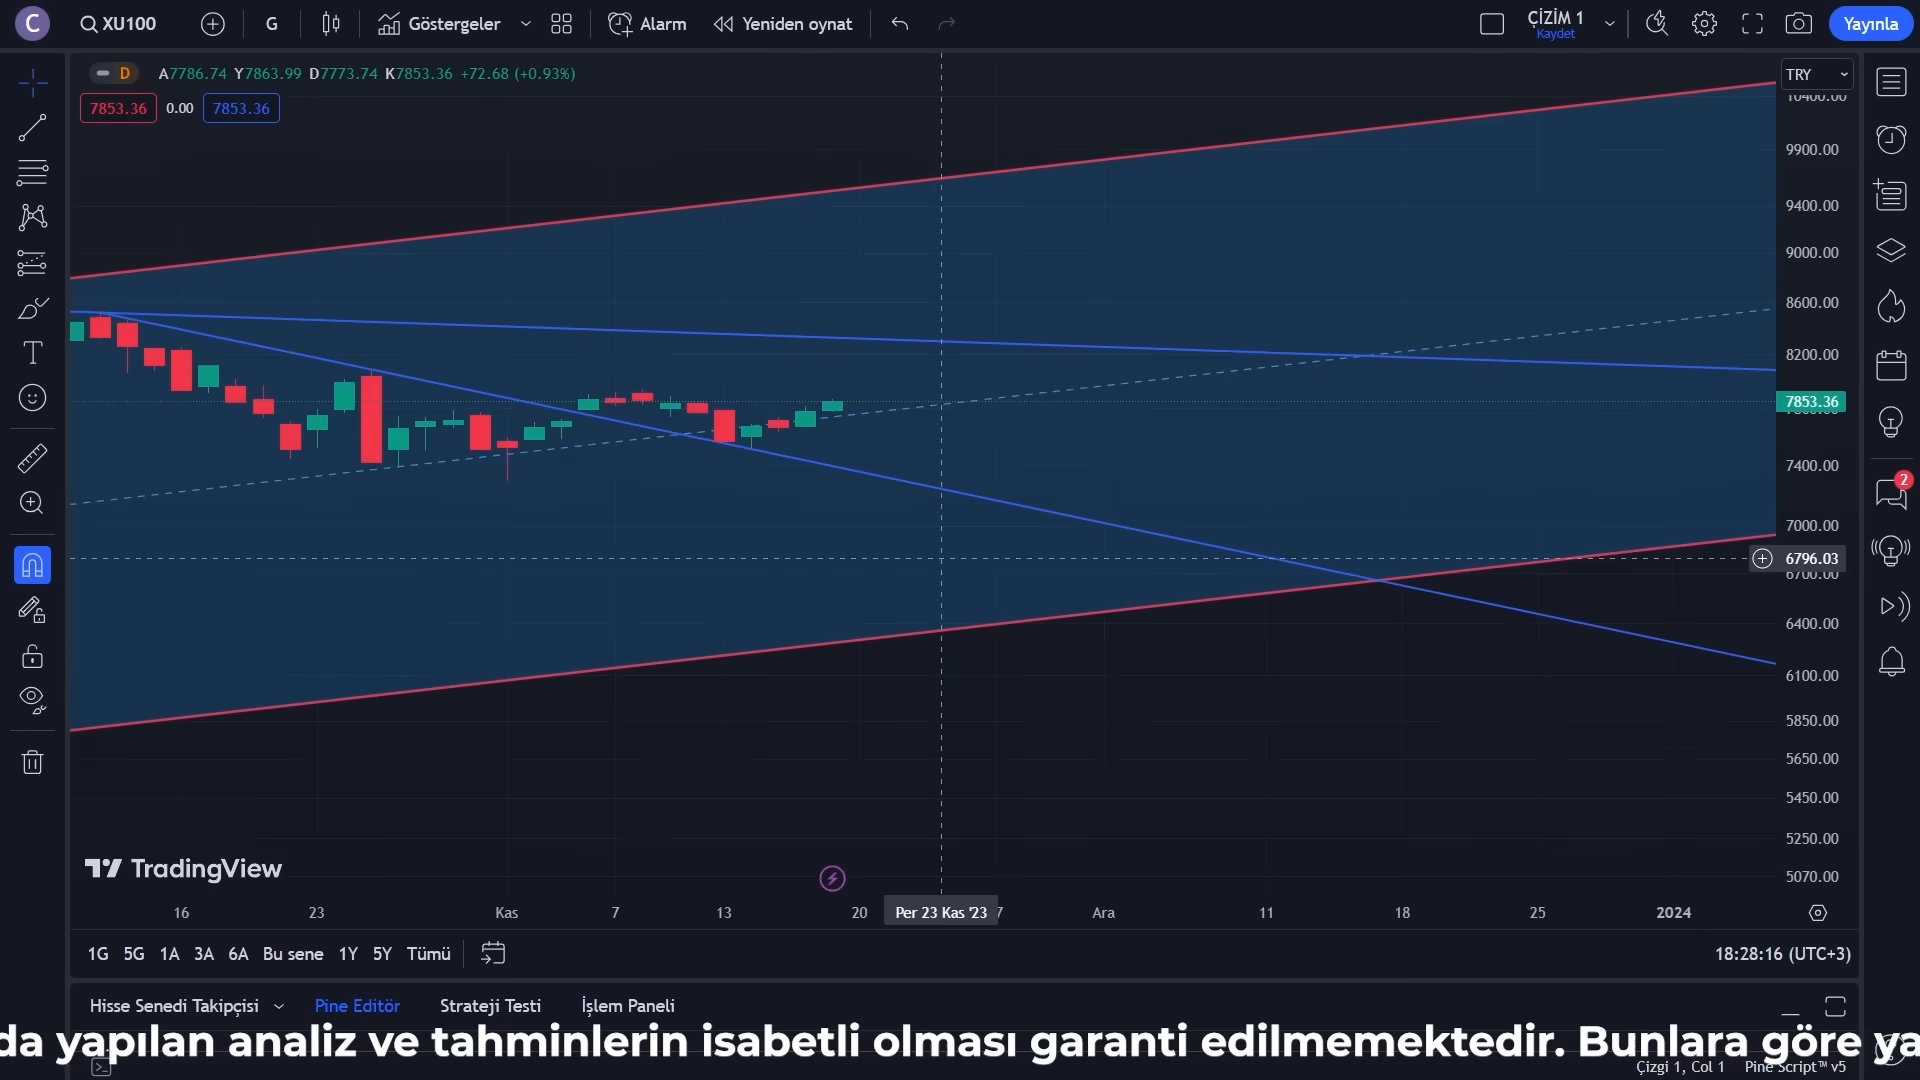 C
XU100
G
Göstergeler
Alarm
Yeniden oynat
ÇİZİM 1
Kaydet
Yayınla
D
A7786.74 Y7863.99 D7773.74 K7853.36 +72.68 (+0.93%)
7853.36 0.00 7853.36
TRY
10400.00
9900.00
9400.00
9000.00
8600.00
8200.00
7853.36
7400.00
7000.00
6796.03
6700.00
6400.00
6100.00
5850.00
5650.00
5450.00
5250.00
5070.00
2
TradingView
16 23 Kas 7 13 20 Per 23 Kas '23 7 Ara 11 18 25 2024
1G 5G 1A 3A 6A Bu sene 1Y 5Y Tümü
18:28:16 (UTC+3)
Hisse Senedi Takipçisi Pine Editör Strateji Testi İşlem Paneli
da yapılan analiz ve tahminlerin isabetli olması garanti edilmemektedir. Bunlara göre ya
Çizgi 1, Col 1 Pine Script™ v5